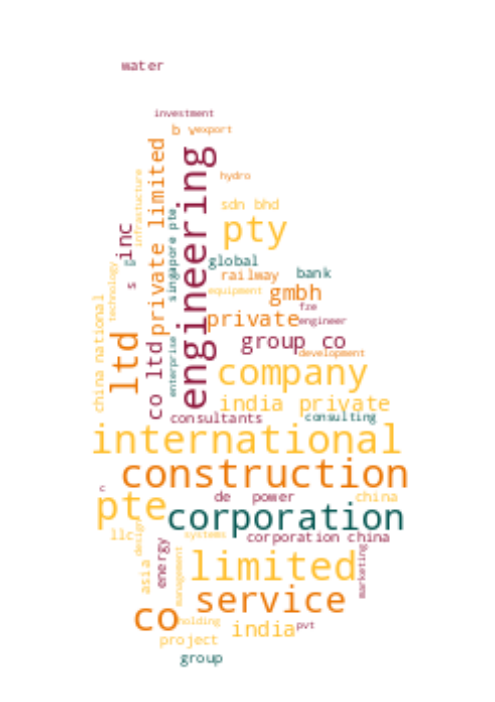 water
investment
b v
export
hydro
infrastucture
private limited
engineering
sdn bhd
singapore pte
pty
inc
global
railway
bank
s
technology
equipment
gmbh
china national
fze
private
engineer
ltd
co ltd
enterprise
group co
development
company
india private
consultants
consulting
international
construction
c
pte
de
power
china
corporation
llc
design
systems
corporation china
energy
asia
management
limited
marketing
service
co
holding
india
pvt
project
group